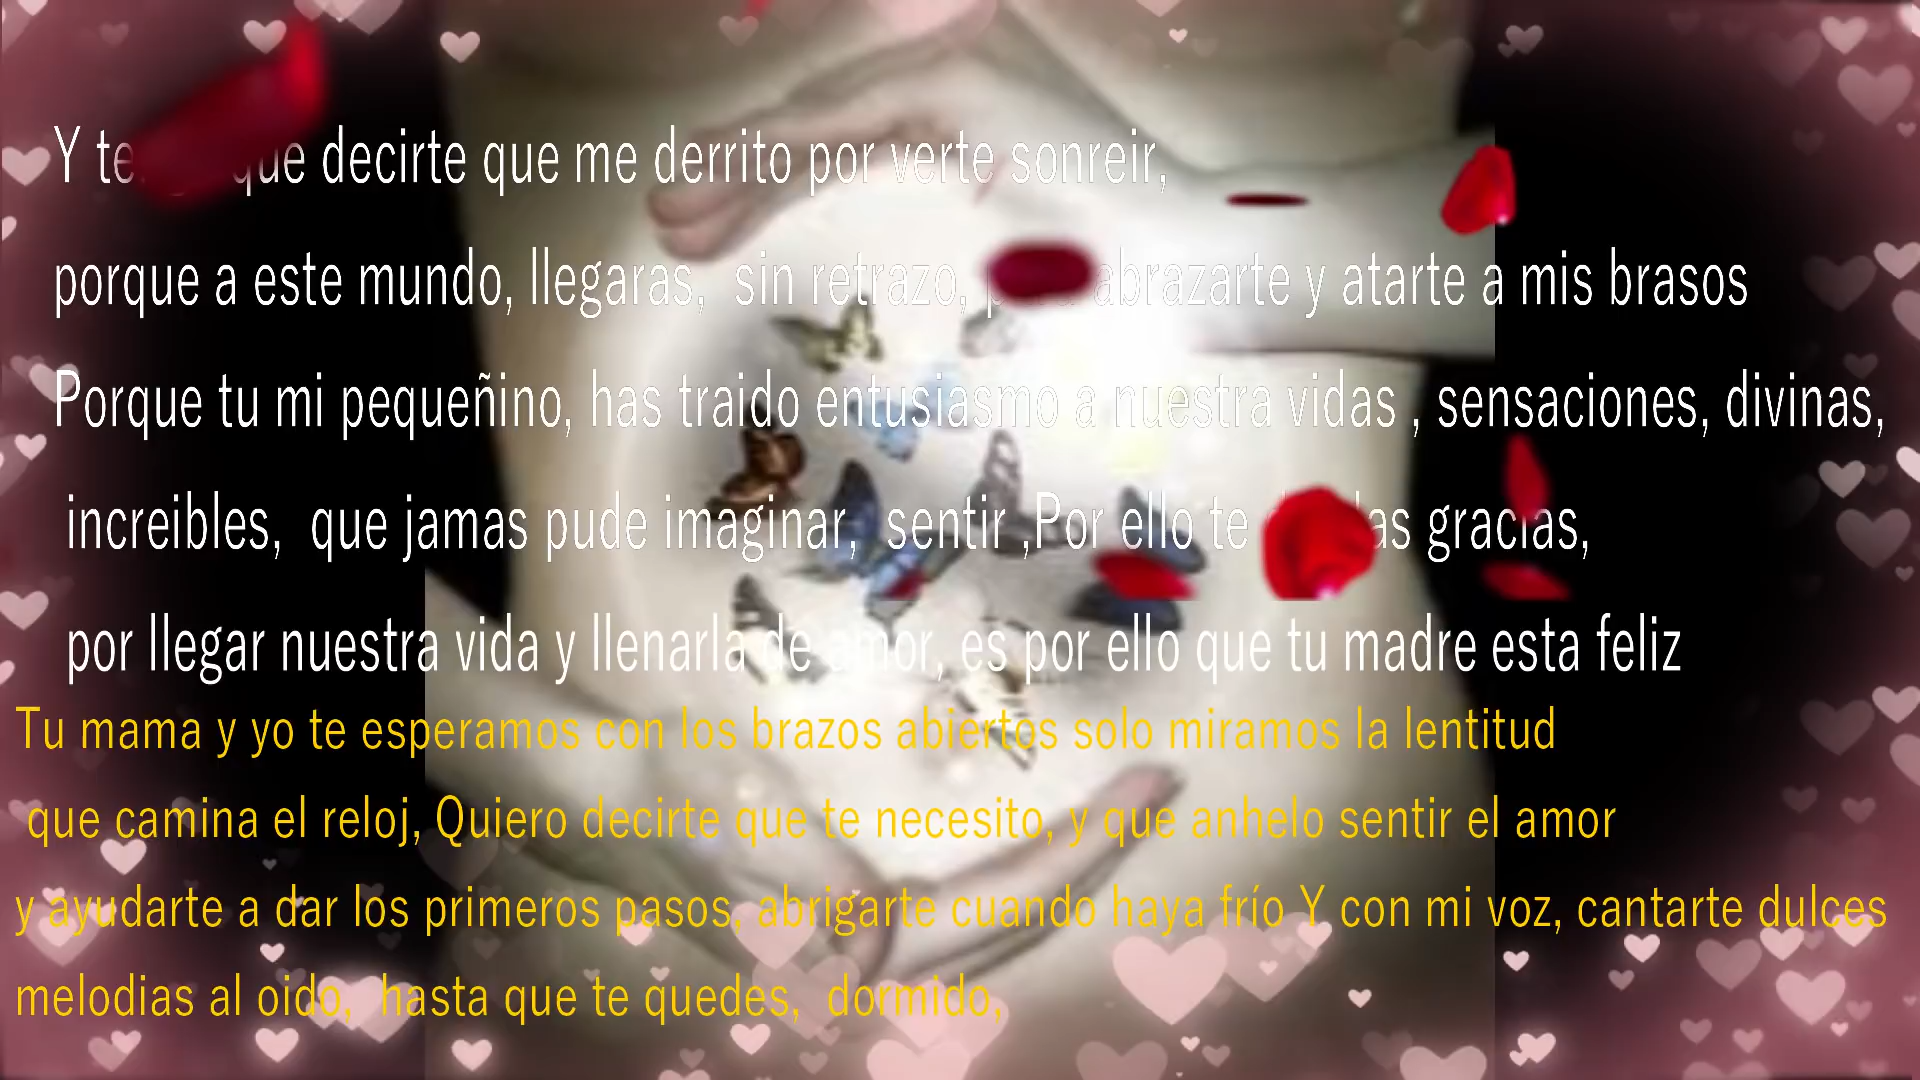 Y que decirte que me derrito por verte sonreir,
porque a este mundo, llegaras, sin retrazo, abrazarte y atarte a mis brasos
Porque tu mi pequeñino, has traido entusiasmo a nuestra vidas , sensaciones, divinas,
increibles, que jamas pude imaginar, sentir ,Por ello te gracias,
por llegar nuestra vida y llenarla de amor, es por ello que tu madre esta feliz
Tu mama y yo te esperamos con los brazos abiertos solo miramos la lentitud
que camina el reloj, Quiero decirte que te necesito, y que anhelo sentir el amor
y ayudarte a dar los primeros pasos, abrigarte cuando haya frío Y con mi voz, cantarte dulces
melodias al oido, hasta que te quedes, dormido,